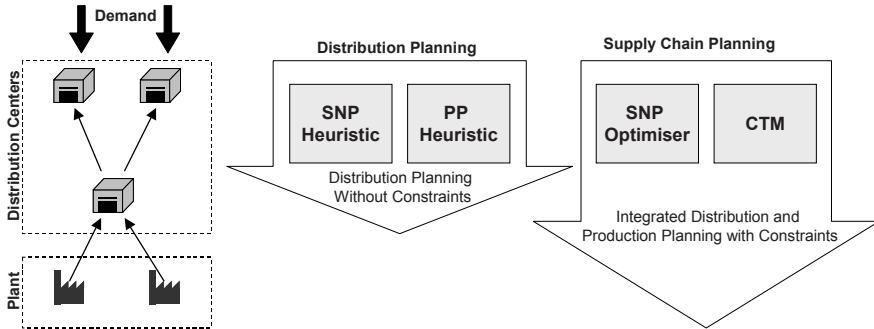 Demand
Distribution Centers
Plant
Distribution Planning
SNP
Heuristic
PP
Heuristic
Distribution Planning
Without Constraints
Supply Chain Planning
SNP
Optimiser
CTM
Integrated Distribution and
Production Planning with Constraints